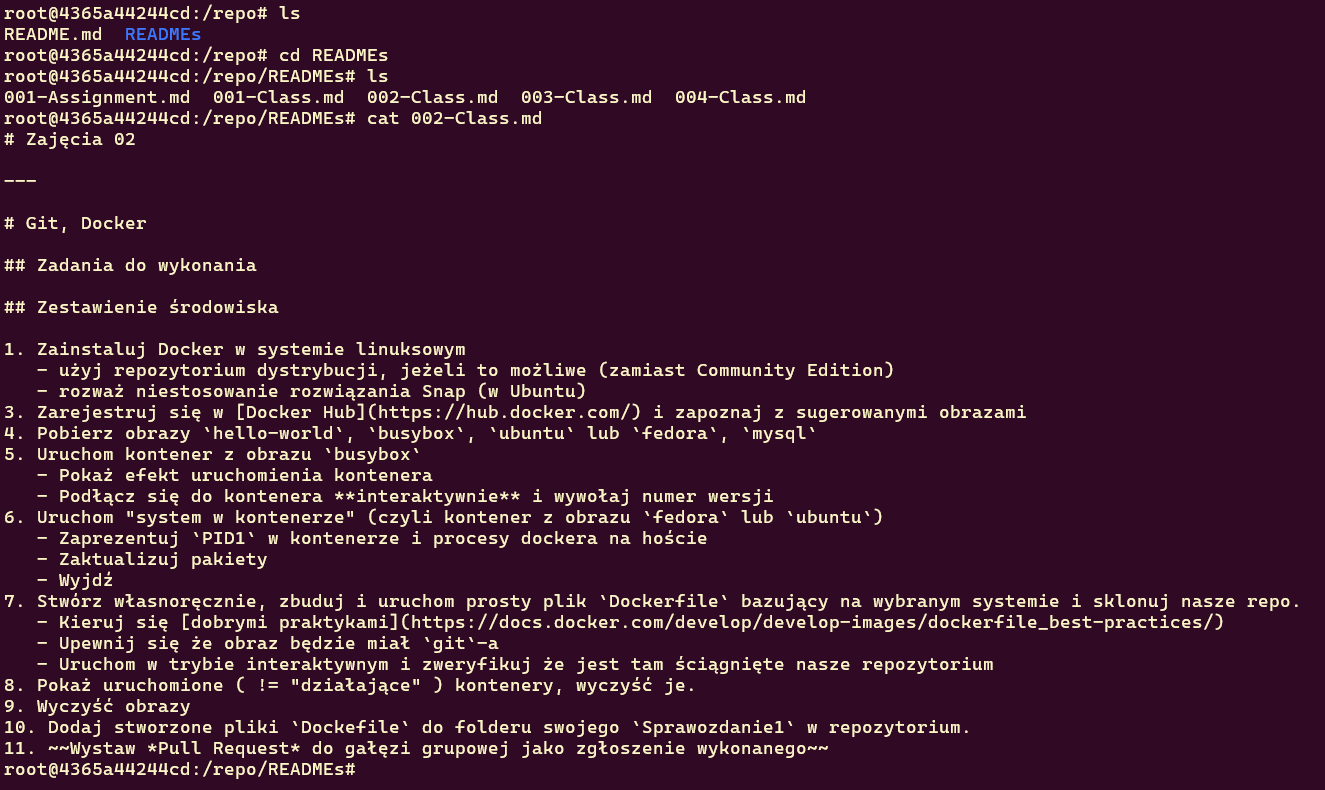 root@4365a44244cd:/repo# ls
README.md  READMEs
root@4365a44244cd:/repo# cd READMEs
root@4365a44244cd:/repo/READMEs# ls
001-Assignment.md  001-Class.md  002-Class.md  003-Class.md  004-Class.md
root@4365a44244cd:/repo/READMEs# cat 002-Class.md
# Zajęcia 02
---
# Git, Docker
## Zadania do wykonania
## Zestawienie środowiska
1. Zainstaluj Docker w systemie linuksowym
   - użyj repozytorium dystrybucji, jeżeli to możliwe (zamiast Community Edition)
   - rozważ niestosowanie rozwiązania Snap (w Ubuntu)
3. Zarejestruj się w [Docker Hub](https://hub.docker.com/) i zapoznaj z sugerowanymi obrazami
4. Pobierz obrazy `hello-world`, `busybox`, `ubuntu` lub `fedora`, `mysql`
5. Uruchom kontener z obrazu `busybox`
   - Pokaż efekt uruchomienia kontenera
   - Podłącz się do kontenera **interaktywnie** i wywołaj numer wersji
6. Uruchom "system w kontenerze" (czyli kontener z obrazu `fedora` lub `ubuntu`)
   - Zaprezentuj `PID1` w kontenerze i procesy dockera na hoście
   - Zaktualizuj pakiety
   - Wyjdź
7. Stwórz własnoręcznie, zbuduj i uruchom prosty plik `Dockerfile` bazujący na wybranym systemie i sklonuj nasze repo.
   - Kieruj się [dobrymi praktykami](https://docs.docker.com/develop/develop-images/dockerfile_best-practices/)
   - Upewnij się że obraz będzie miał `git`-a
   - Uruchom w trybie interaktywnym i zweryfikuj że jest tam ściągnięte nasze repozytorium
8. Pokaż uruchomione ( != "działające" ) kontenery, wyczyść je.
9. Wyczyść obrazy
10. Dodaj stworzone pliki `Dockefile` do folderu swojego `Sprawozdanie1` w repozytorium.
11. ~~Wystaw *Pull Request* do gałęzi grupowej jako zgłoszenie wykonanego~~
root@4365a44244cd:/repo/READMEs#